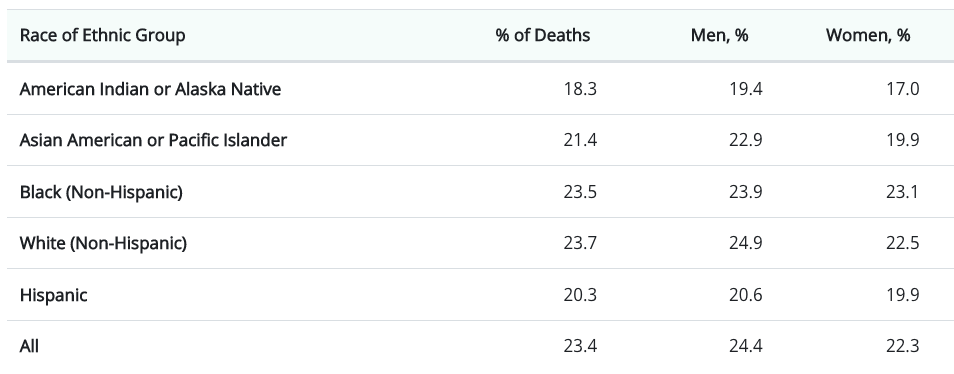 Race of Ethnic Group % of Deaths Men, % Women, %
American Indian or Alaska Native 18.3 19.4 17.0
Asian American or Pacific Islander 21.4 22.9 19.9
Black (Non-Hispanic) 23.5 23.9 23.1
White (Non-Hispanic) 23.7 24.9 22.5
Hispanic 20.3 20.6 19.9
All 23.4 24.4 22.3